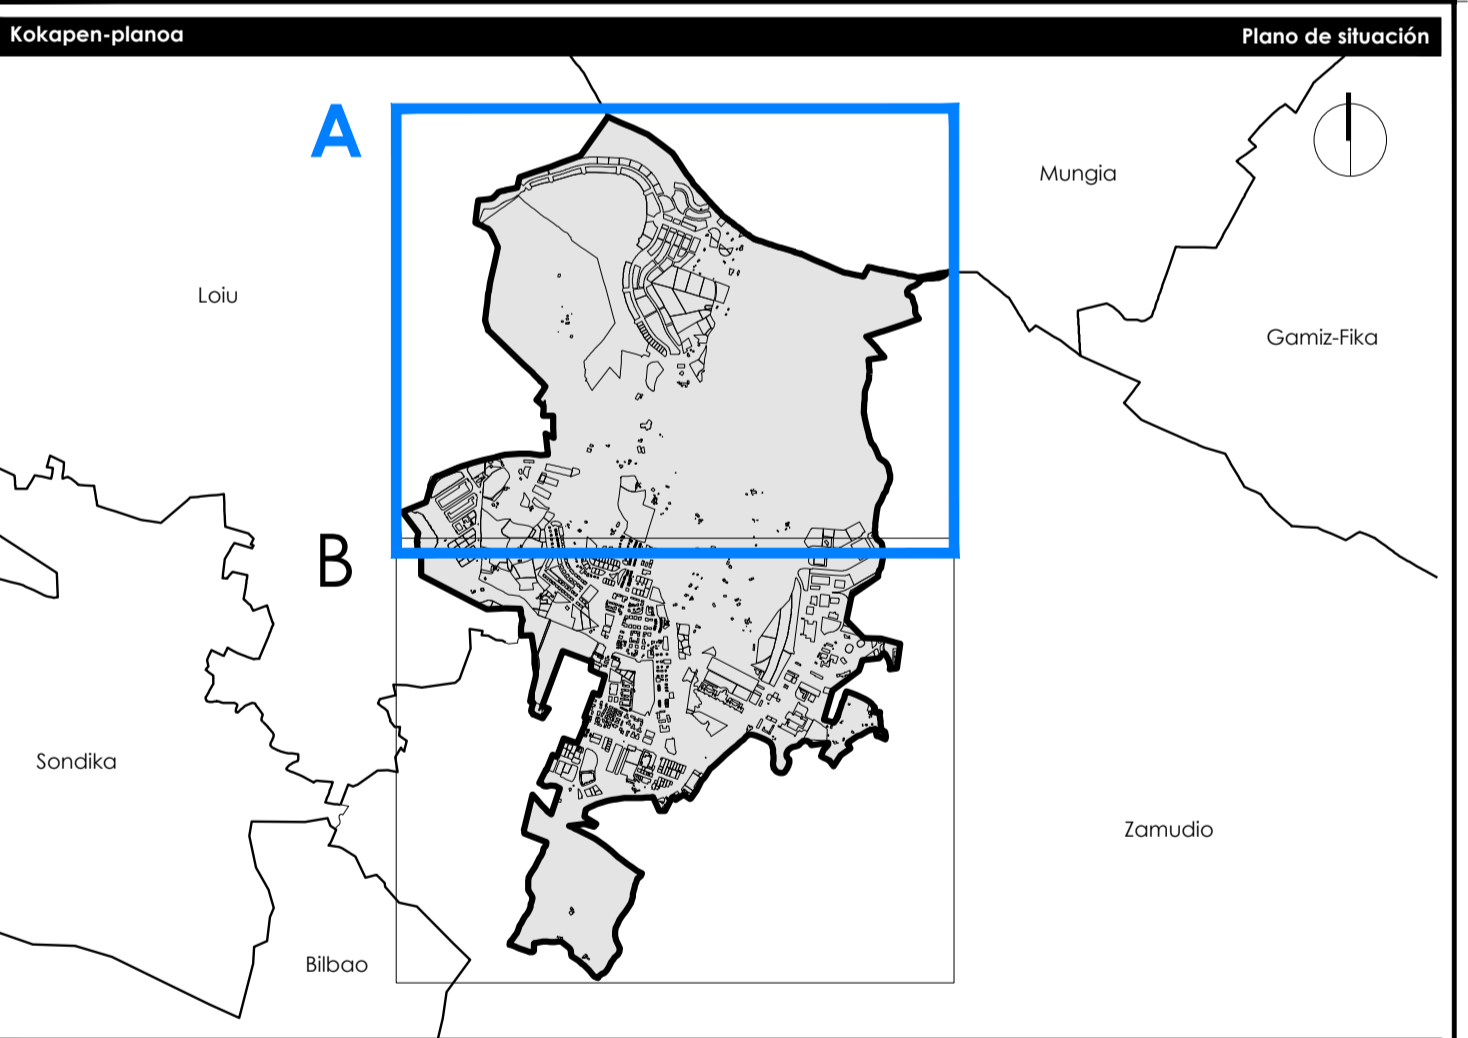 Kokapen-planoa
Plano de situación
A
Mungia
Loiu
Gamiz-Fika
B
Sondika
Zamudio
Bilbao